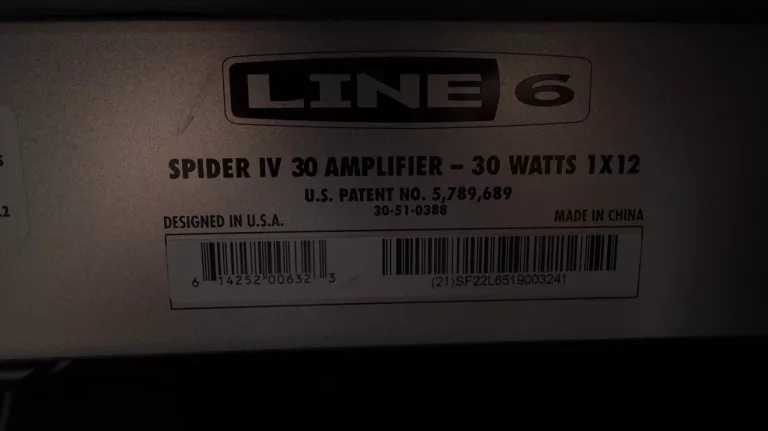 LINE 6
SPIDER IV 30 AMPLIFIER – 30 WATTS 1X12
U.S. PATENT NO. 5,789,689
30-51-0388
DESIGNED IN U.S.A.
MADE IN CHINA
6 14252 00632 3
(21)SF22L6519003241